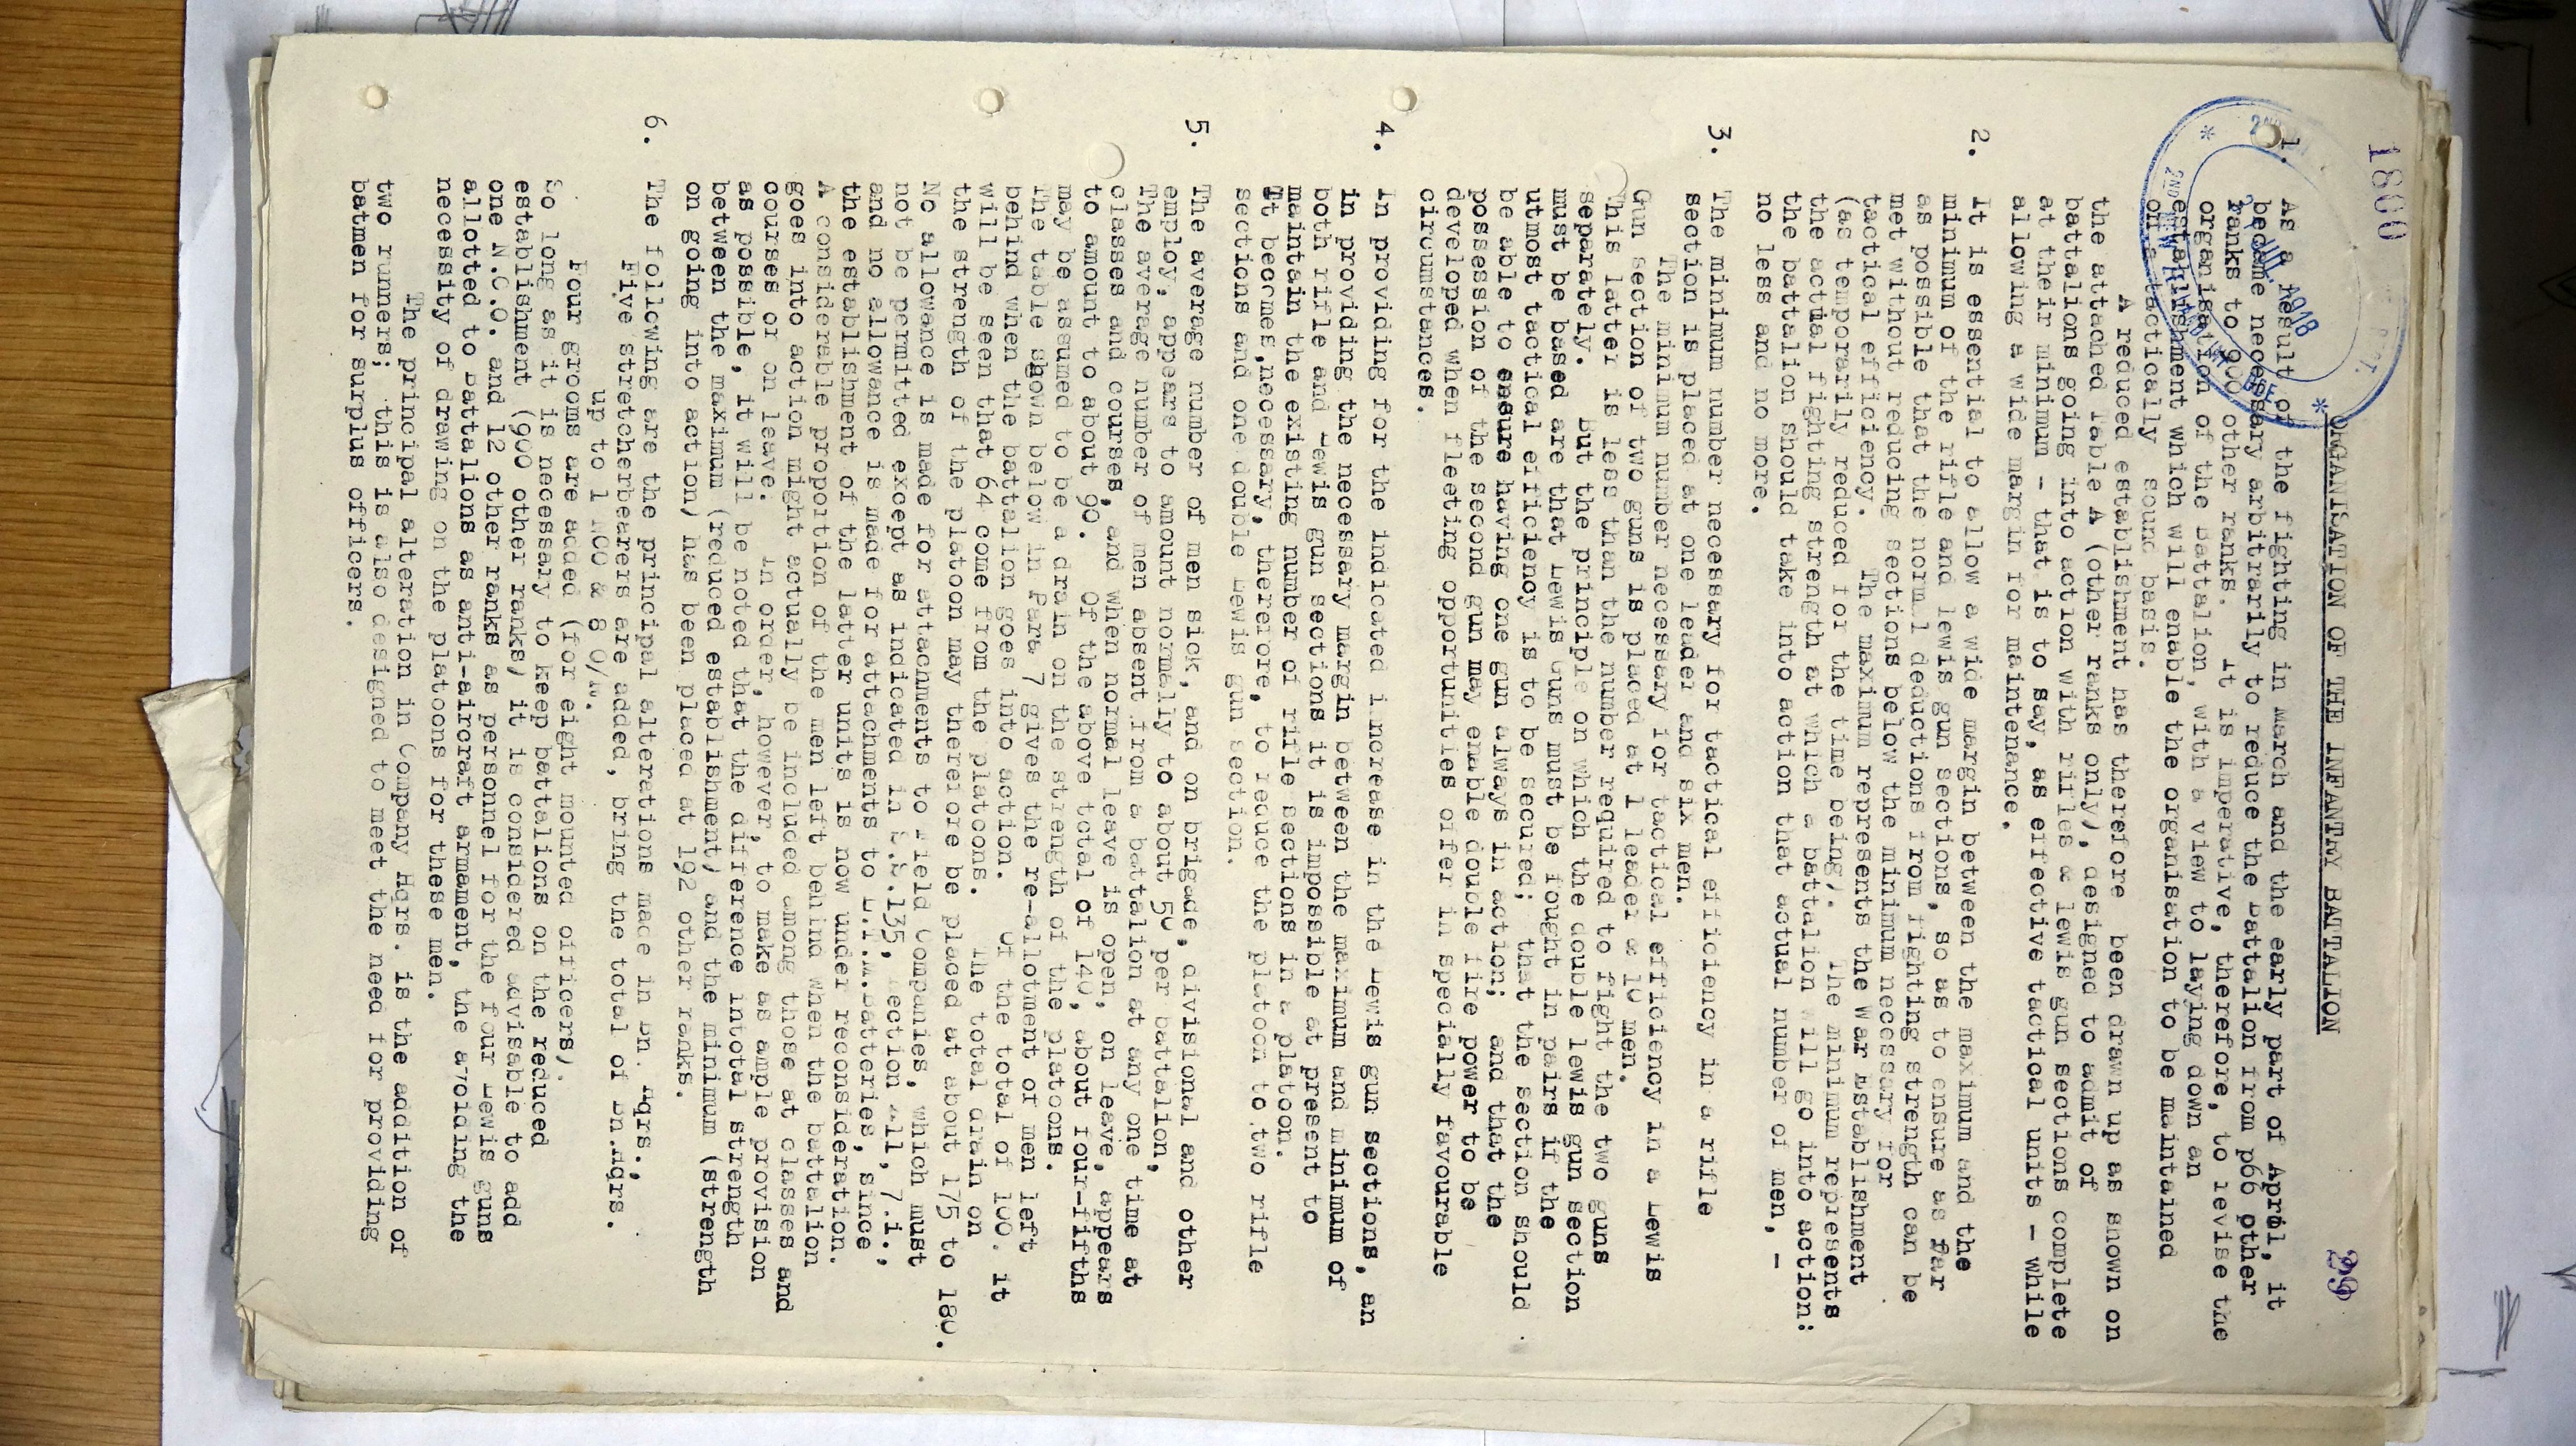 1800
29
ORGANISATION OF THE INFANTRY BATTALION
1. As a result of the fighting in March and the early part of April, it
became necessary arbitrarily to reduce the Battalion from 966 other
ranks to 900 other ranks. It is imperative, therefore, to revise the
organisation of the Battalion, with a view to laying down an
establishment which will enable the organisation to be maintained
on a tactically sound basis.
A reduced establishment has therefore been drawn up as shown on
the attached Table A (other ranks only), designed to admit of
battalions going into action with rifles & lewis gun sections complete
at their minimum - that is to say, as effective tactical units - while
allowing a wide margin for maintenance.
2. It is essential to allow a wide margin between the maximum and the
minimum of the rifle and lewis gun sections, so as to ensure as far
as possible that the normal deductions from fighting strength can be
met without reducing sections below the minimum necessary for
tactical efficiency. The maximum represents the War Establishment
(as temporarily reduced for the time being). The minimum represents
the actual fighting strength at which a battalion will go into action:
the battalion should take into action that actual number of men, -
no less and no more.
3. The minimum number necessary for tactical efficiency in a rifle
section is placed at one leader and six men.
The minimum number necessary for tactical efficiency in a Lewis
Gun section of two guns is placed at 1 leader & 10 men.
This latter is less than the number required to fight the two guns
separately. But the principle on which the double lewis gun section
must be based are that Lewis Guns must be fought in pairs if the
utmost tactical efficiency is to be secured; that the section should
be able to ensure having one gun always in action; and that the
possession of the second gun may enable double fire power to be
developed when fleeting opportunities offer in specially favourable
circumstances.
4. In providing for the indicated increase in the Lewis gun sections, an
in providing the necessary margin between the maximum and minimum of
both rifle and Lewis gun sections it is impossible at present to
maintain the existing number of rifle sections in a platoon.
It becomes, necessary, therefore, to reduce the platoon to two rifle
sections and one double Lewis gun section.
5. The average number of men sick, and on brigade, divisional and other
employ, appears to amount normally to about 50 per battalion,
The average number of men absent from a battalion at any one time at
classes and courses, and when normal leave is open, on leave, appears
to amount to about 90. Of the above total of 140, about four-fifths
may be assumed to be a drain on the strength of the platoons.
The table shown below in Para 7 gives the re-allotment of men left
behind when the battalion goes into action. Of the total of 100. it
will be seen that 64 come from the platoons. The total drain on
the strength of the platoon may therefore be placed at about 175 to 180.
No allowance is made for attachments to Field Companies, which must
not be permitted except as indicated in S.S.135, Section XII, 7.i.,
and no allowance is made for attachments to L.T.M.Batteries, since
the establishment of the latter units is now under reconsideration.
A considerable proportion of the men left behind when the battalion
goes into action might actually be included among those at classes and
courses or on leave. In order, however, to make as ample provision
as possible, it will be noted that the difference in total strength
between the maximum (reduced establishment) and the minimum (strength
on going into action) has been placed at 192 other ranks.
6. The following are the principal alterations made in Bn. Hqrs.,
Five stretcherbearers are added, bring the total of Bn.Hqrs.
up to 1 NCO & 8 O/R.
Four grooms are added (for eight mounted officers).
So long as it is necessary to keep battalions on the reduced
establishment (900 other ranks) it is considered advisable to add
one N.C.O. and 12 other ranks as personnel for the four Lewis guns
allotted to Battalions as anti-aircraft armament, the avoiding the
necessity of drawing on the platoons for these men.
The principal alteration in Company Hqrs. is the addition of
two runners; this is also designed to meet the need for providing
batmen for surplus officers.